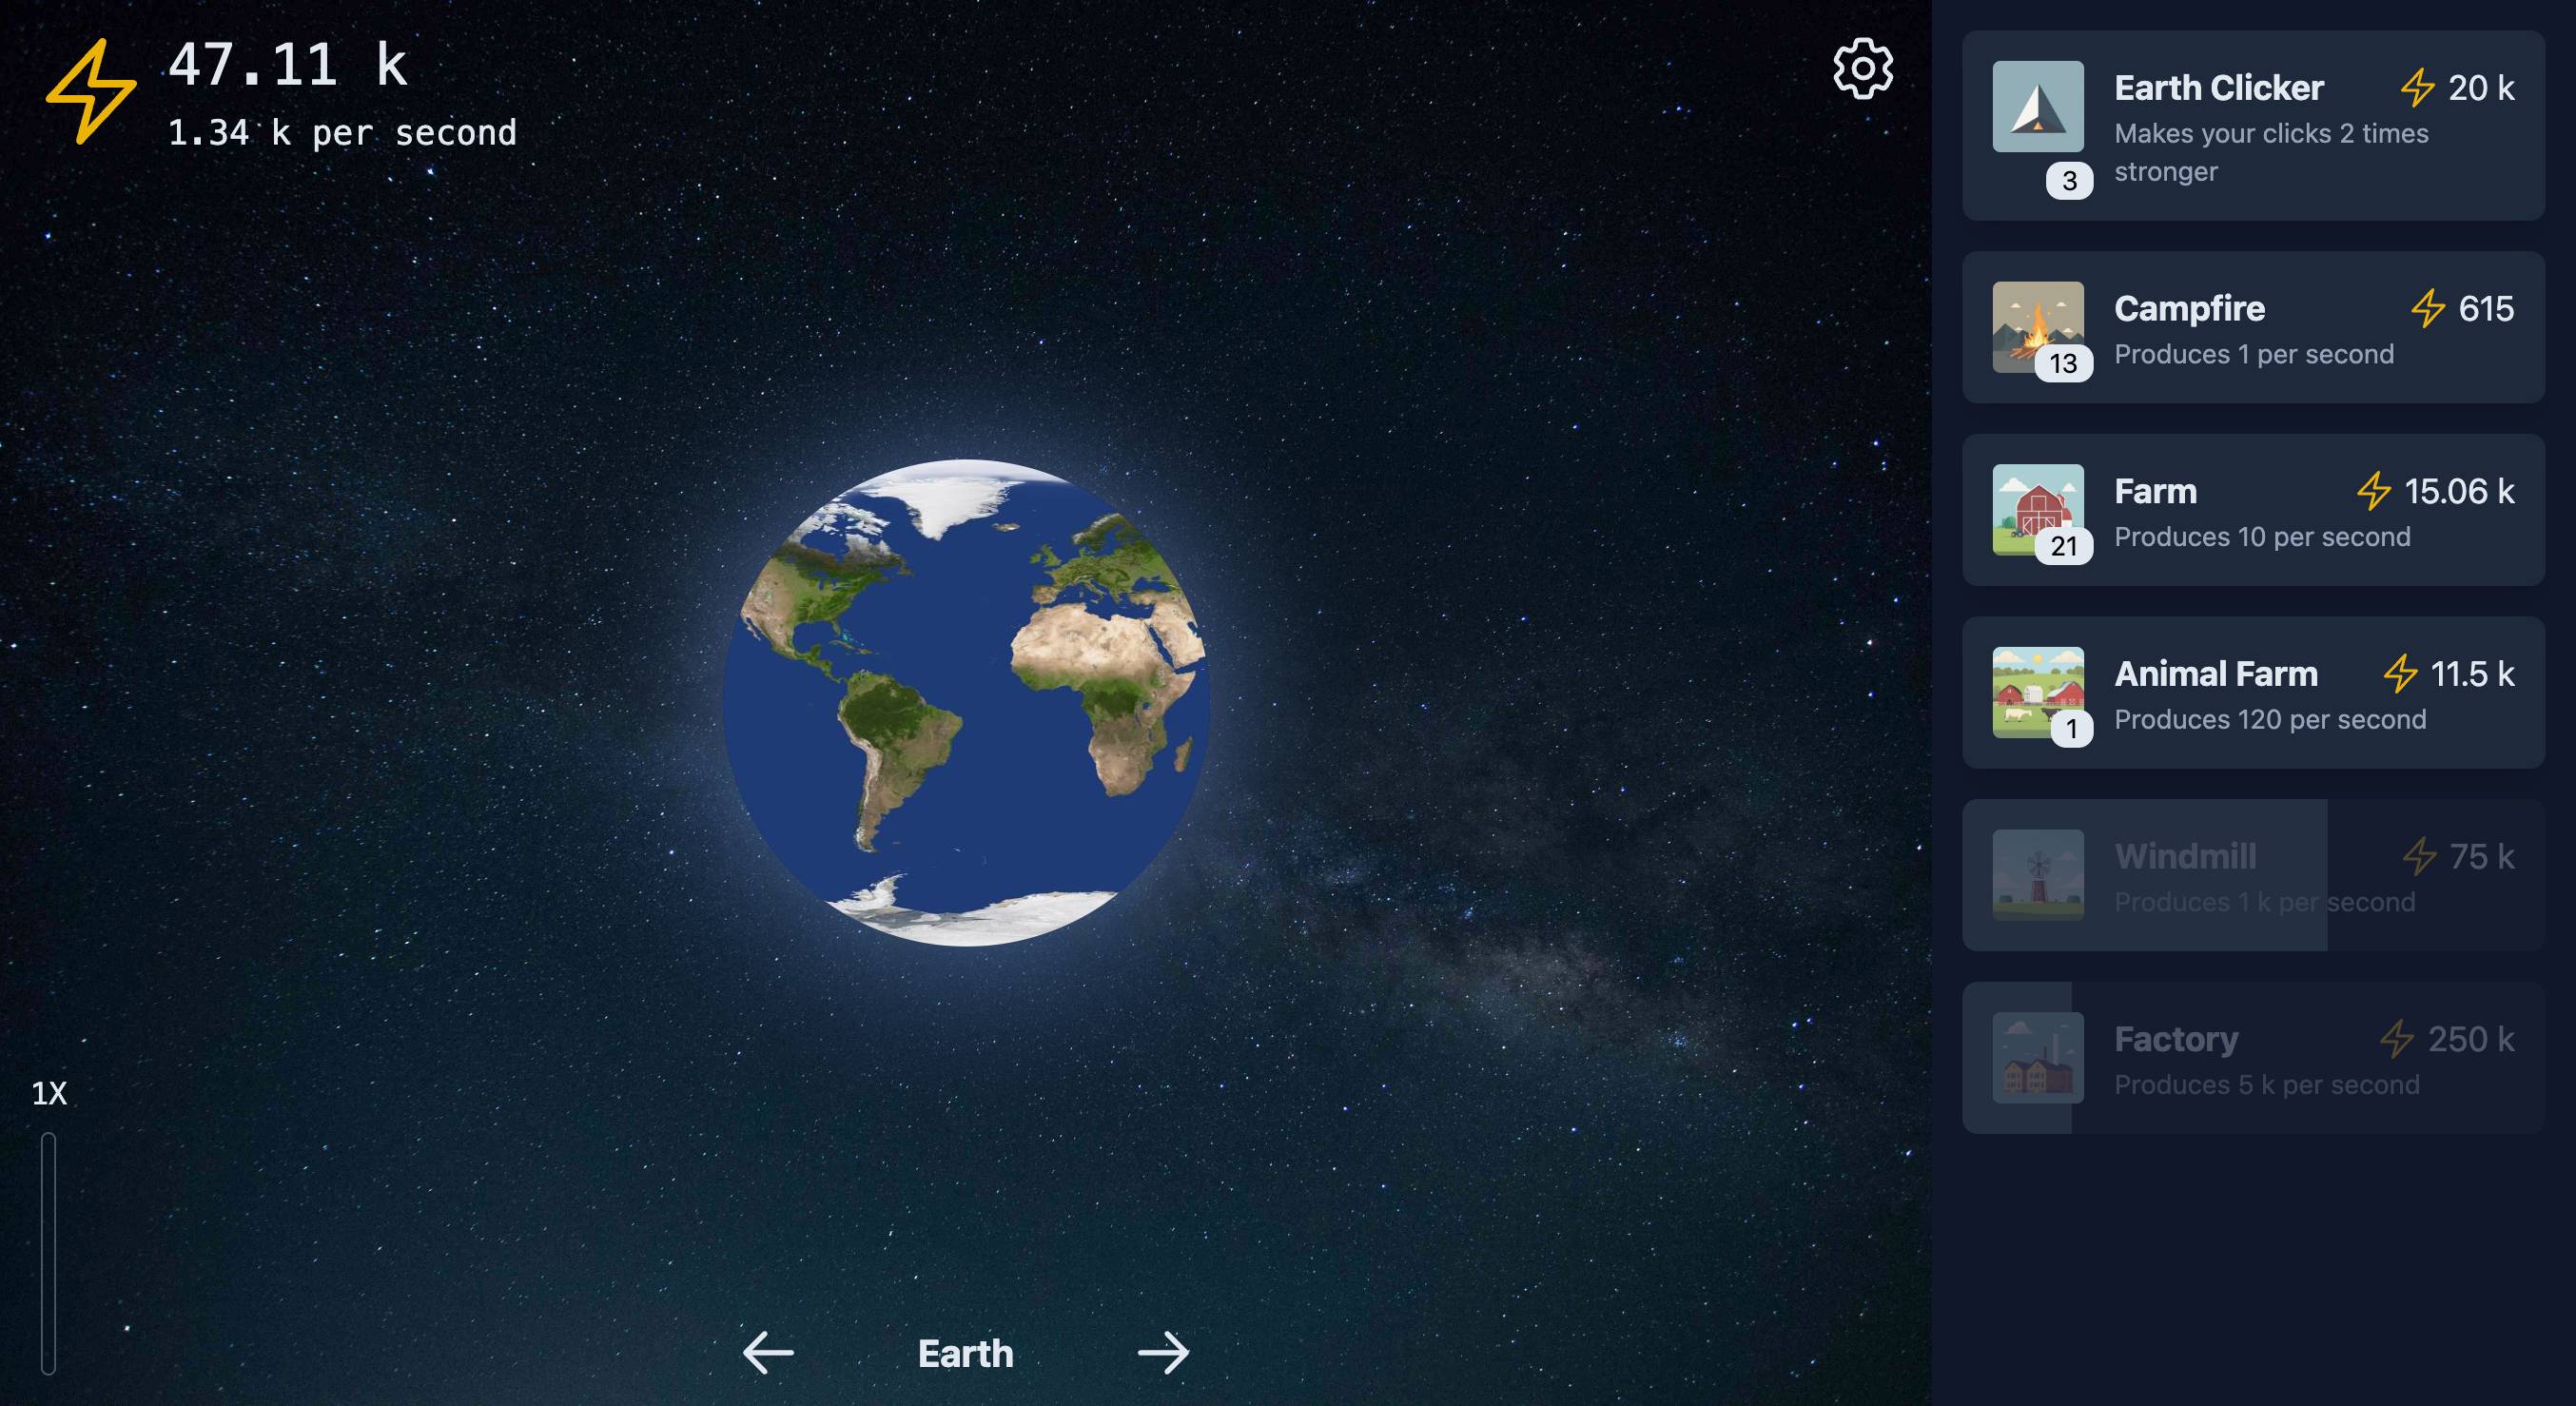 47.11 k
1.34 k per second
Earth Clicker
20 k
Makes your clicks 2 times
stronger
3
Campfire
615
Produces 1 per second
13
Farm
15.06 k
Produces 10 per second
21
Animal Farm
11.5 k
Produces 120 per second
1
Windmill
75 k
Produces 1 k per second
Factory
250 k
Produces 5 k per second
1X
Earth